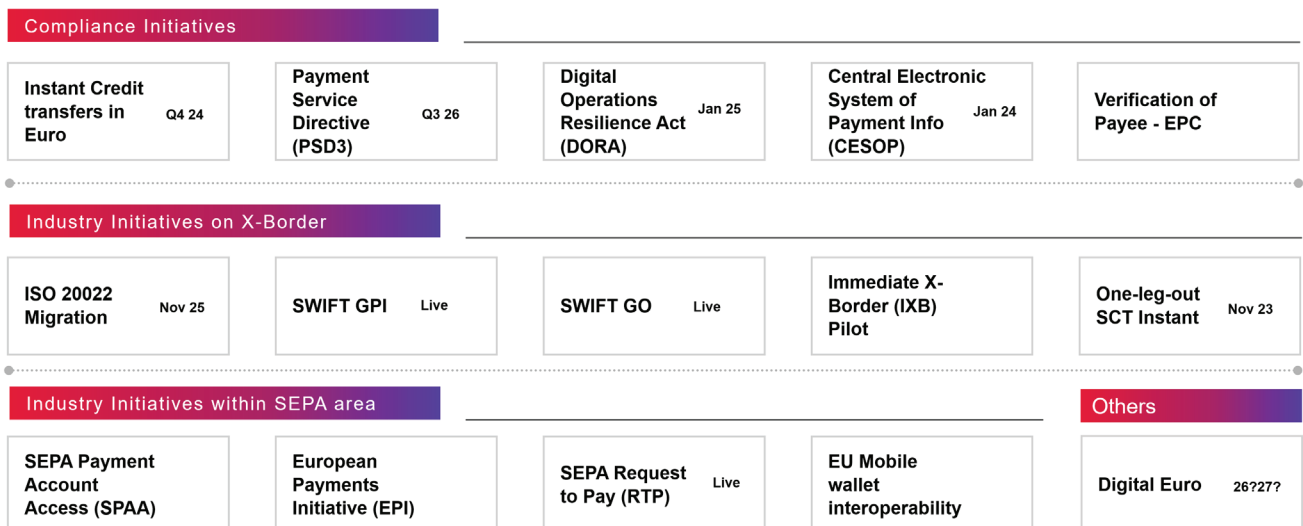 Compliance Initiatives
Instant Credit
transfers in
Euro
Q4 24
Payment
Service
Directive
(PSD3)
Q3 26
Digital
Operations
Resilience Act
(DORA)
Jan 25
Central Electronic
System of
Payment Info
(CESOP)
Jan 24
Verification of
Payee - EPC
Industry Initiatives on X-Border
ISO 20022
Migration
Nov 25
SWIFT GPI
Live
SWIFT GO
Live
Immediate X-
Border (IXB)
Pilot
One-leg-out
SCT Instant
Nov 23
Industry Initiatives within SEPA area
SEPA Payment
Account
Access (SPAA)
European
Payments
Initiative (EPI)
SEPA Request
to Pay (RTP)
Live
EU Mobile
wallet
interoperability
Others
Digital Euro
26?27?